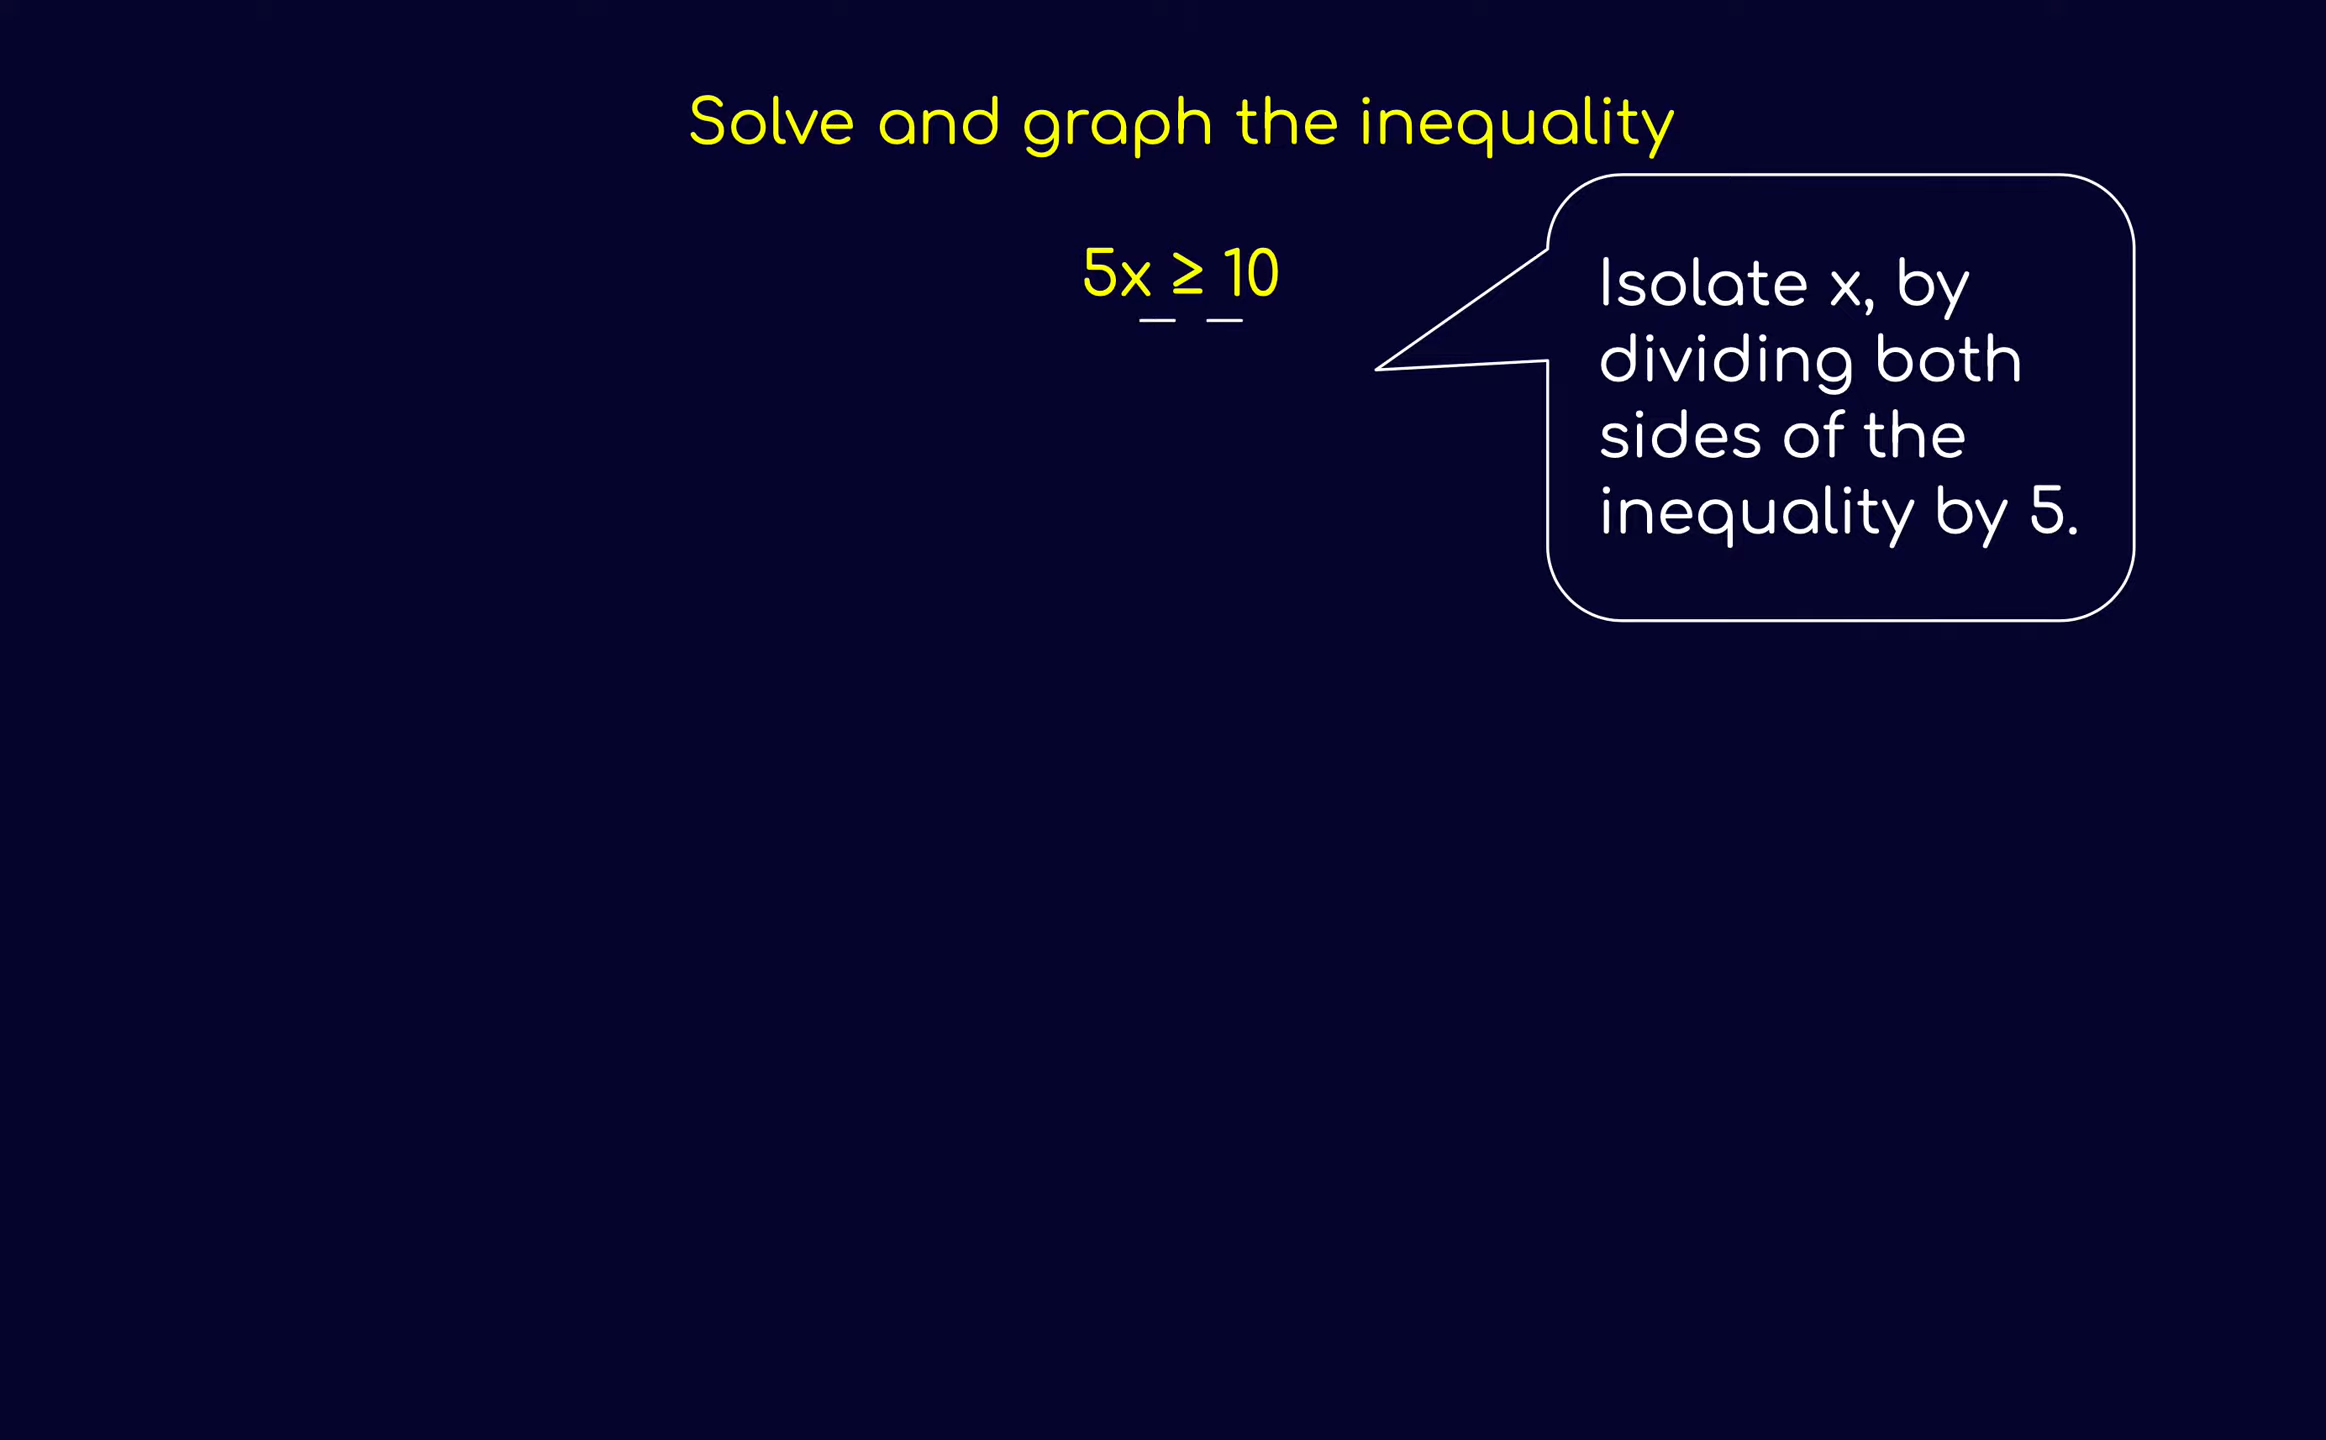 Solve and graph the inequality
5x ≥ 10
Isolate x, by
dividing both
sides of the
inequality by 5.